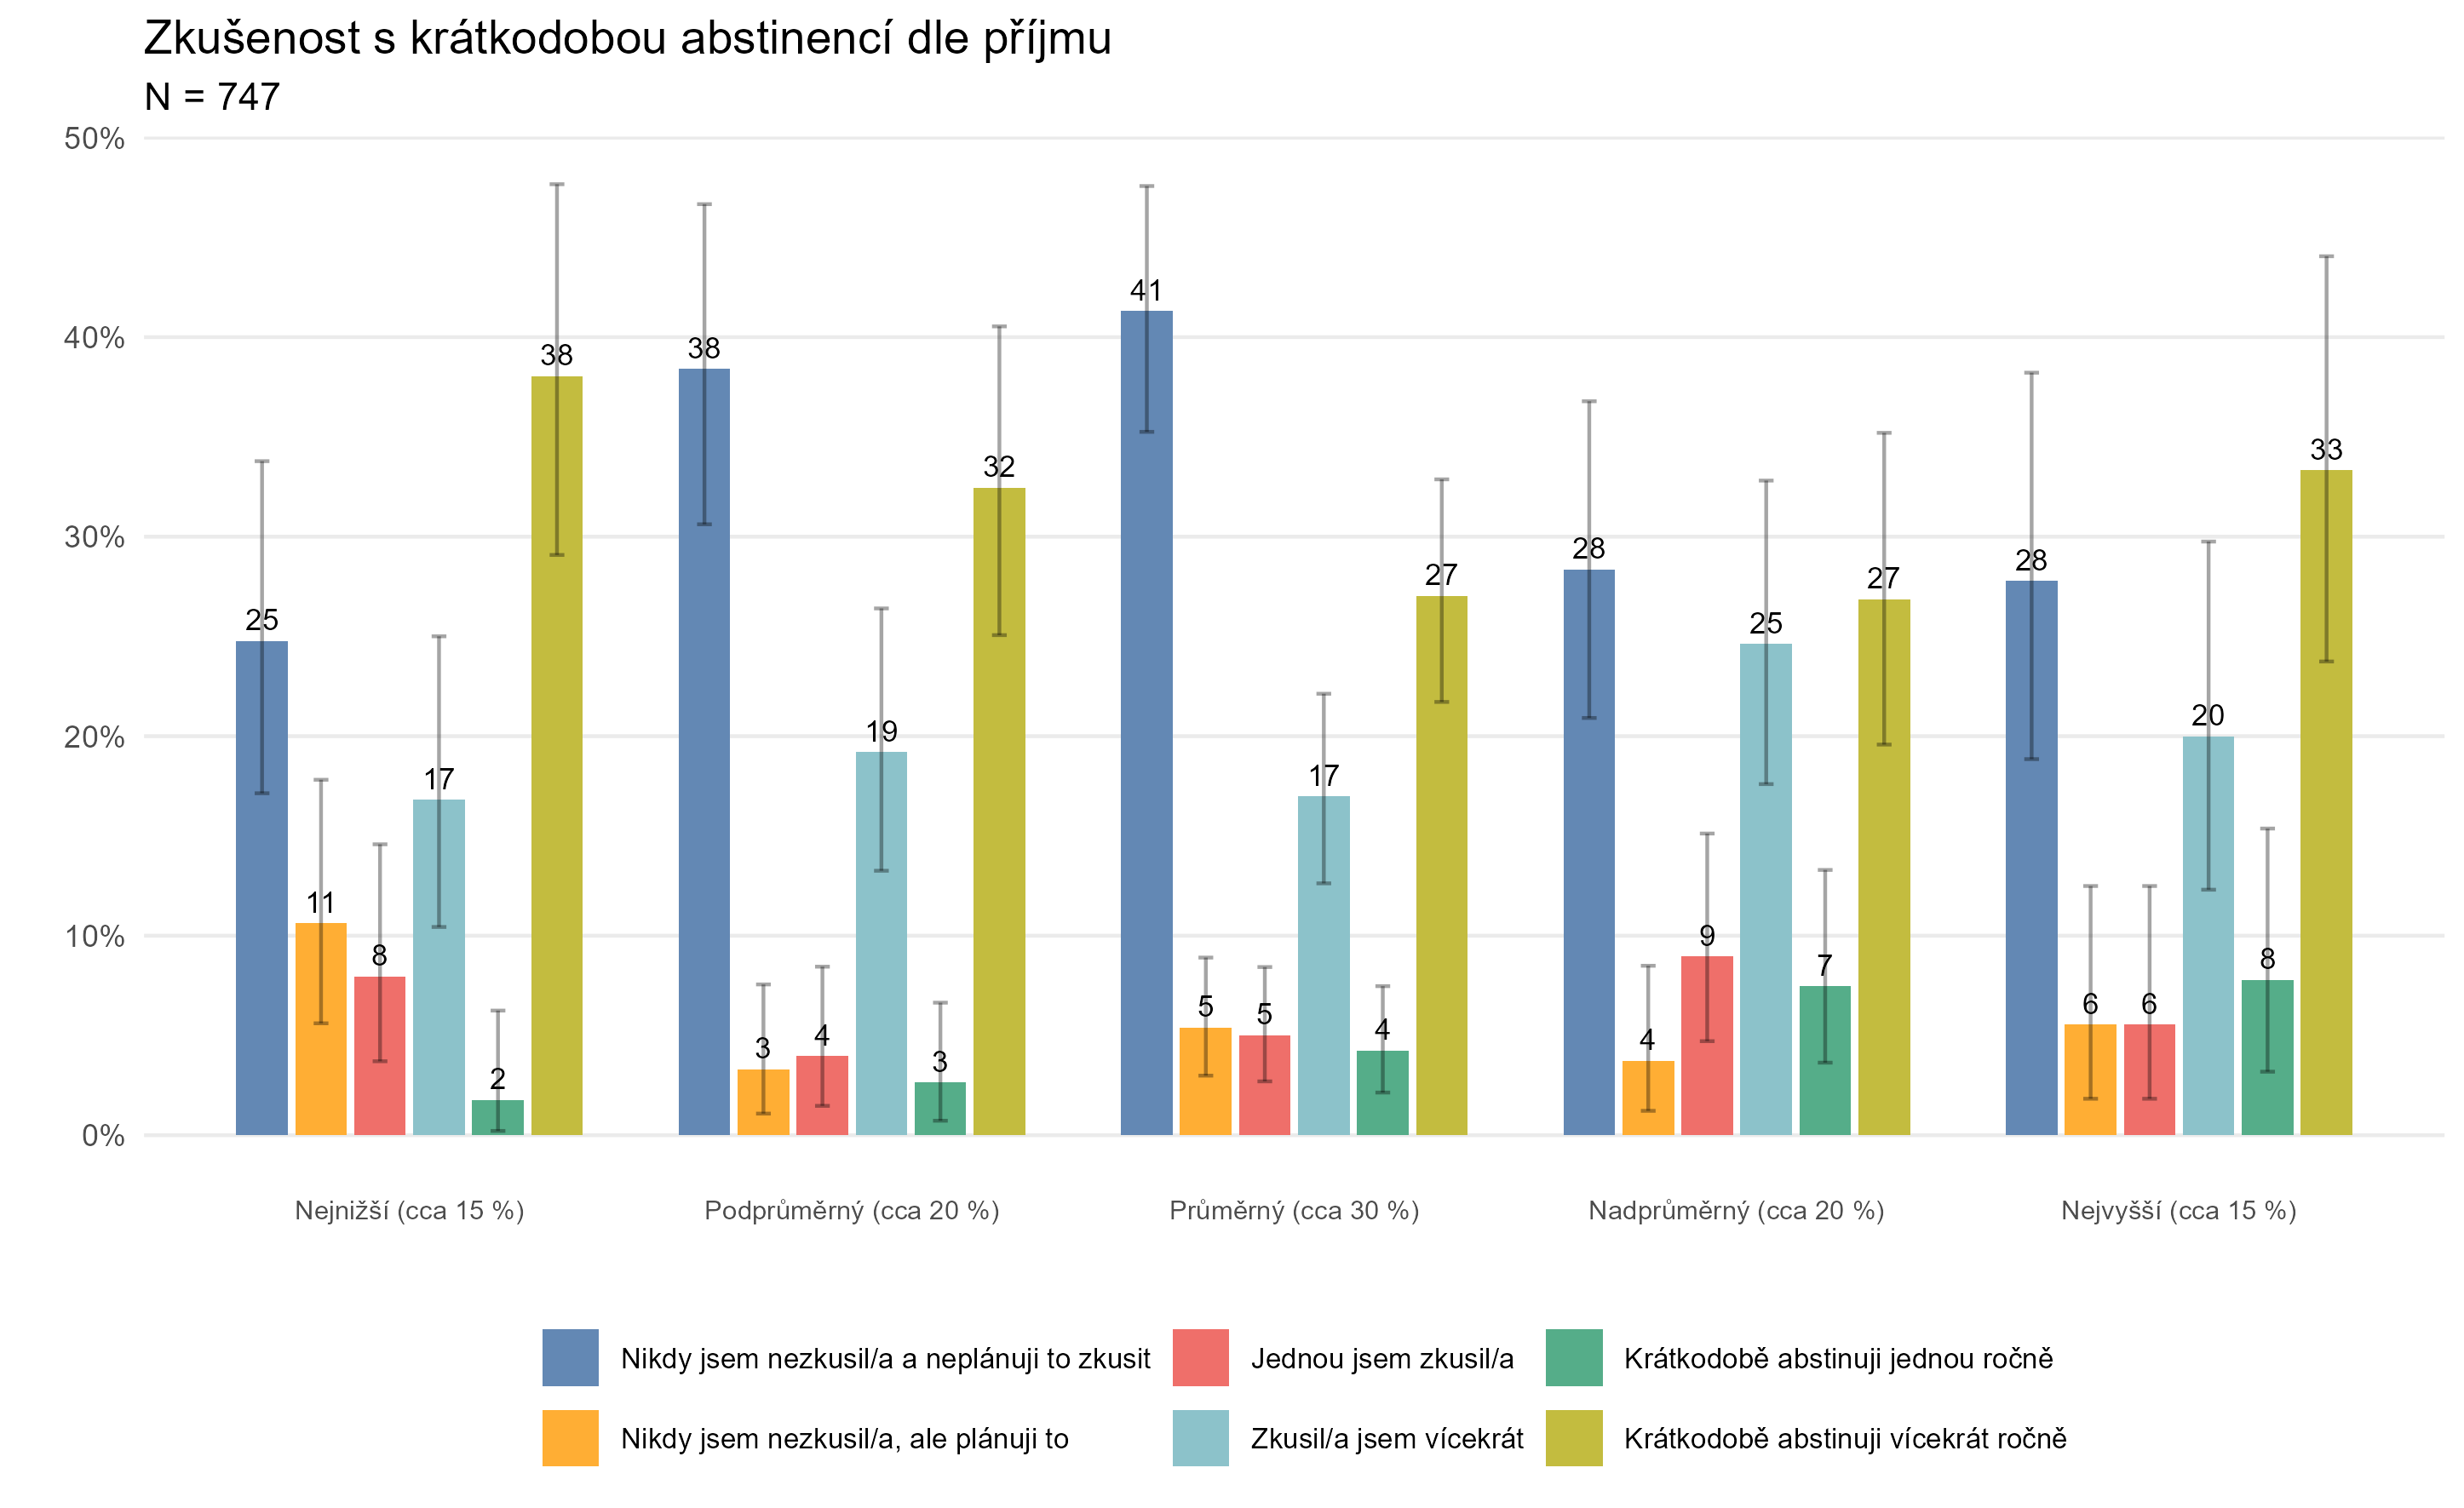 Zkušenost s krátkodobou abstinencí dle příjmu
N = 747
50%
40%
30%
20%
10%
0%
25
11
8
17
2
38
38
3
4
19
3
32
41
5
5
17
4
27
28
4
9
25
7
27
28
6
6
20
8
33
Nejnižší (cca 15 %)
Podprůměrný (cca 20 %)
Průměrný (cca 30 %)
Nadprůměrný (cca 20 %)
Nejvyšší (cca 15 %)
Nikdy jsem nezkusil/a a neplánuji to zkusit
Jednou jsem zkusil/a
Krátkodobě abstinuji jednou ročně
Nikdy jsem nezkusil/a, ale plánuji to
Zkusil/a jsem vícekrát
Krátkodobě abstinuji vícekrát ročně